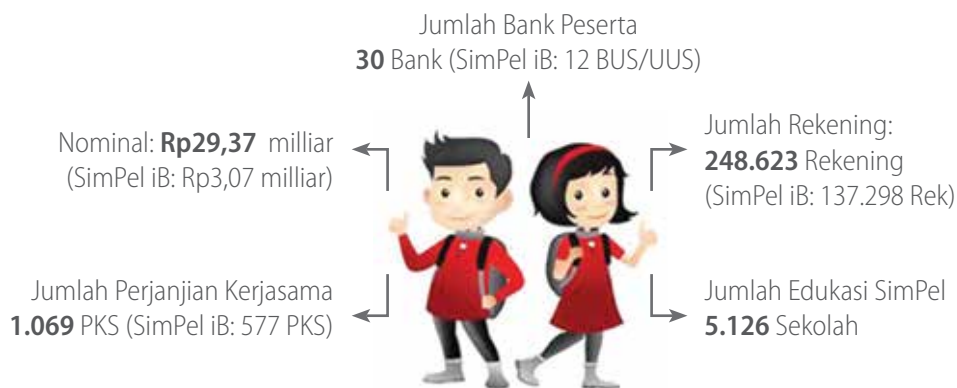 Jumlah Bank Peserta
30 Bank (SimPel iB: 12 BUS/UUS)
Nominal: Rp29,37 milliar
(SimPel iB: Rp3,07 milliar)
Jumlah Rekening:
248.623 Rekening
(SimPel iB: 137.298 Rek)
Jumlah Perjanjian Kerjasama
1.069 PKS (SimPel iB: 577 PKS)
Jumlah Edukasi SimPel
5.126 Sekolah